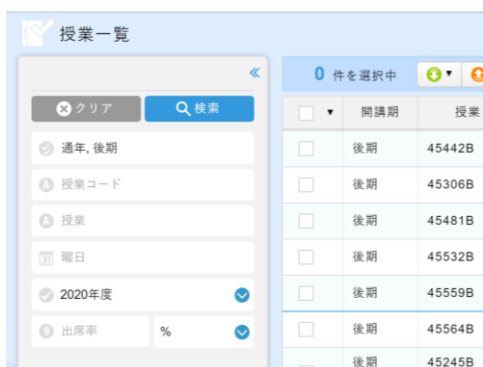 授業一覧
«
クリア
検索
通年, 後期
授業コード
授業
曜日
2020年度
出席率
%
0 件を選択中
開講期 授業
後期 45442B
後期 45306B
後期 45481B
後期 45532B
後期 45559B
後期 45564B
後期 45245B